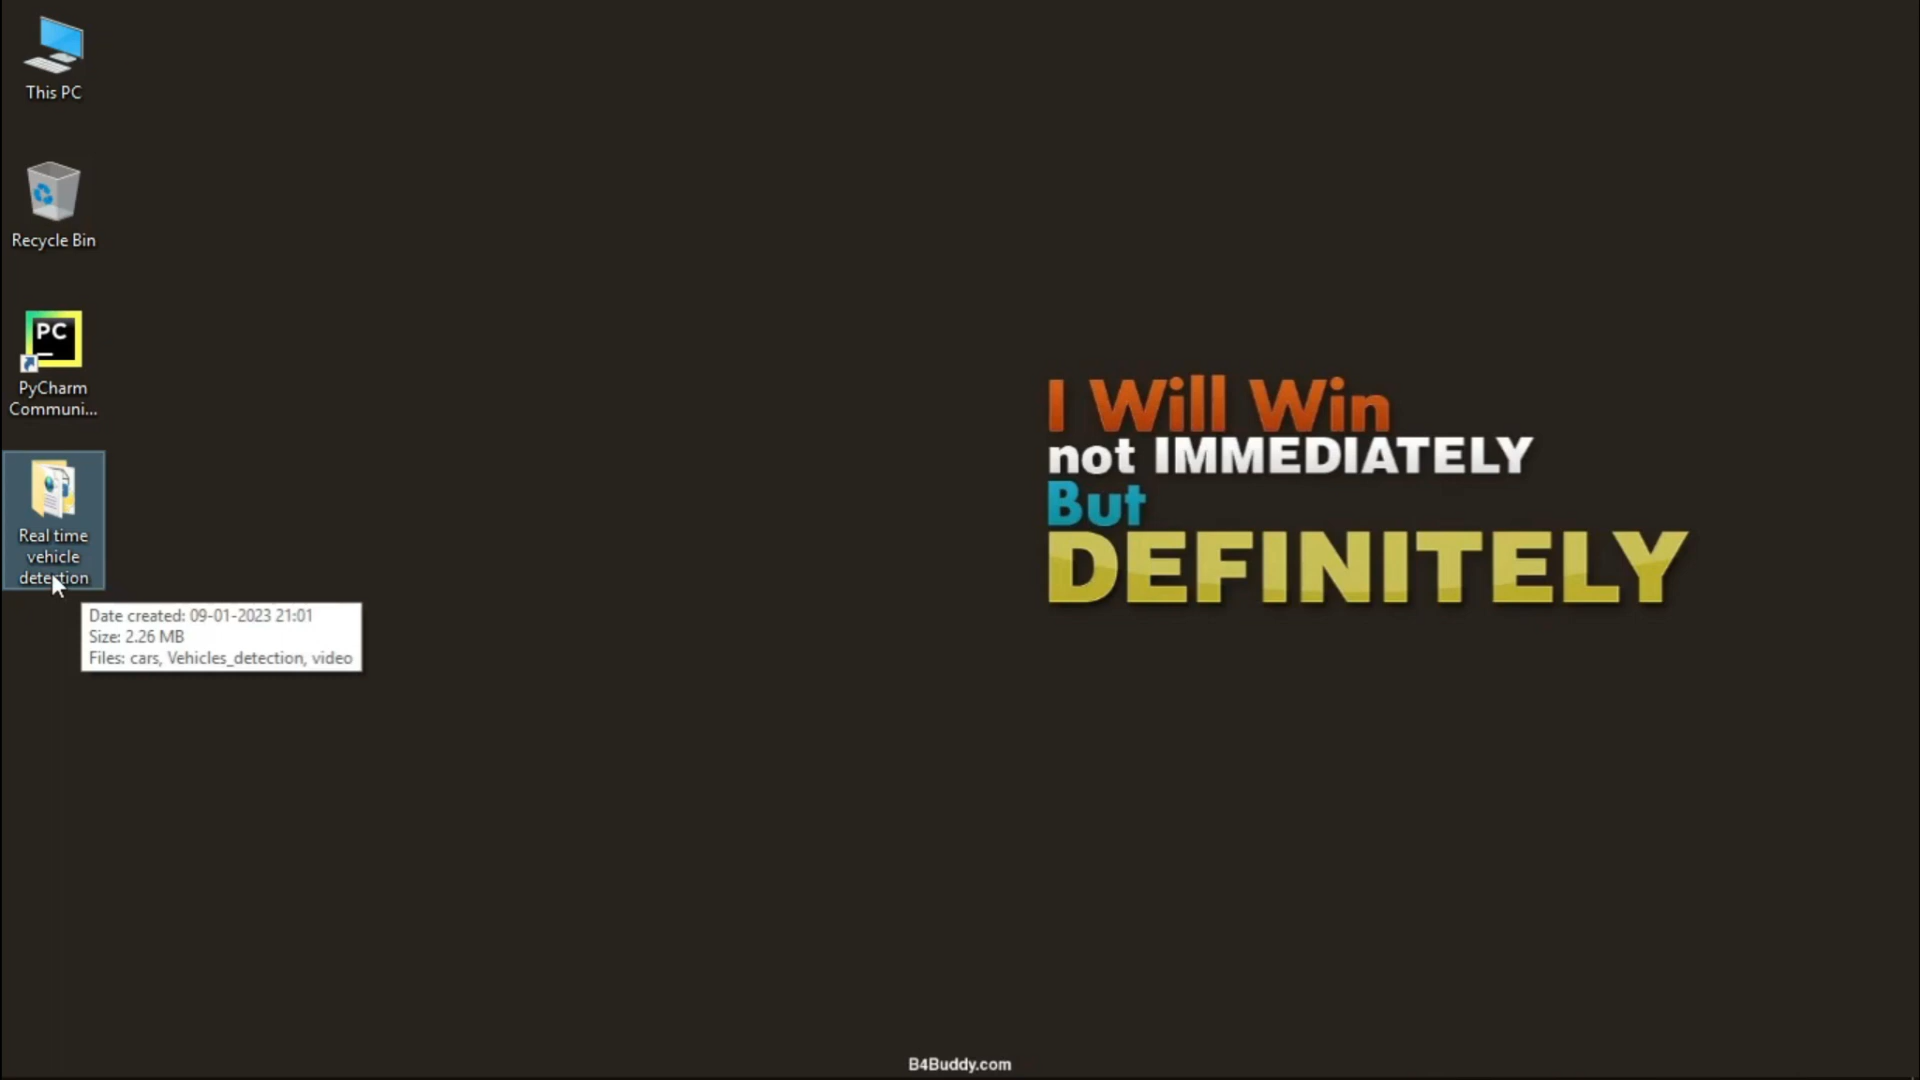 This PC
Recycle Bin
PC
PyCharm
Communi...
Real time
vehicle
detection
Date created: 09-01-2023 21:01
Size: 2.26 MB
Files: cars, Vehicles_detection, video
I Will Win
not IMMEDIATELY
But
DEFINITELY
B4Buddy.com